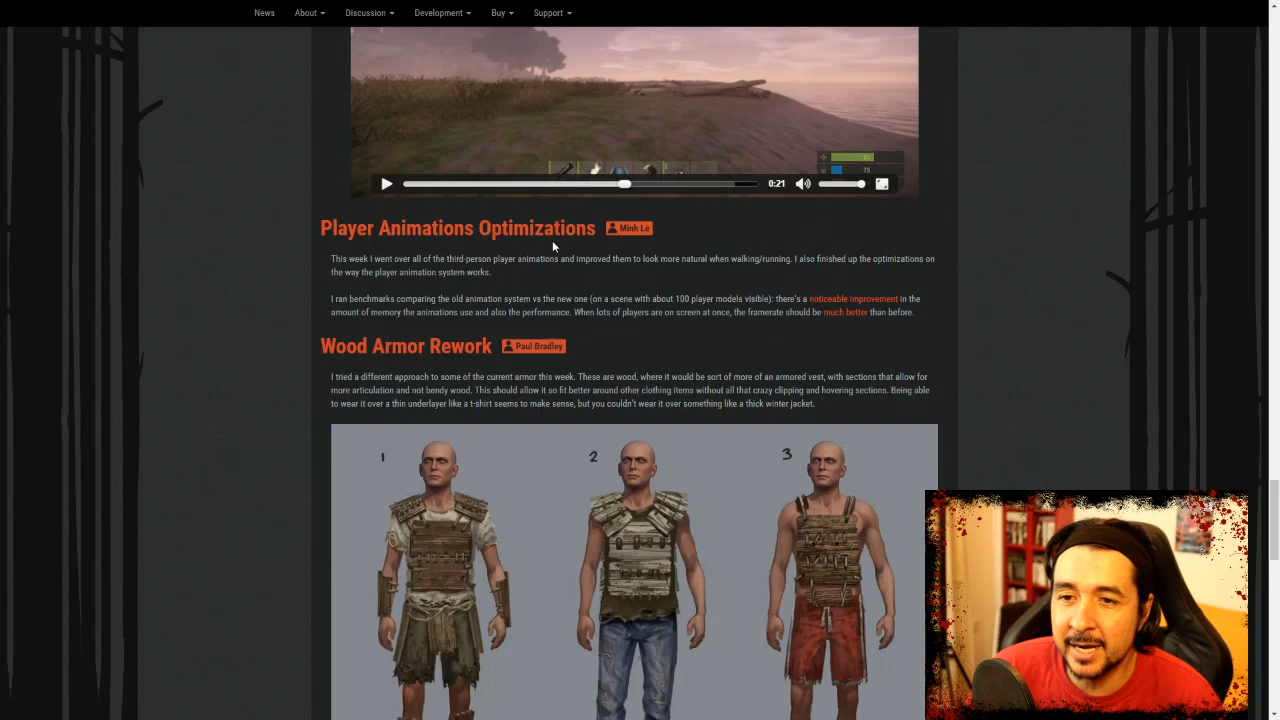 News About Discussion Development Buy Support
75
0:21
Player Animations Optimizations Minh Le
This week I went over all of the third-person player animations and improved them to look more natural when walking/running. I also finished up the optimizations on
the way the player animation system works.
I ran benchmarks comparing the old animation system vs the new one (on a scene with about 100 player models visible): there's a noticeable improvement in the
amount of memory the animations use and also the performance. When lots of players are on screen at once, the framerate should be much better than before.
Wood Armor Rework Paul Bradley
I tried a different approach to some of the current armor this week. These are wood, where it would be sort of more of an armored vest, with sections that allow for
more articulation and not bendy wood. This should allow it so fit better around other clothing items without all that crazy clipping and hovering sections. Being able
to wear it over a thin underlayer like a t-shirt seems to make sense, but you couldn't wear it over something like a thick winter jacket.
1 2 3